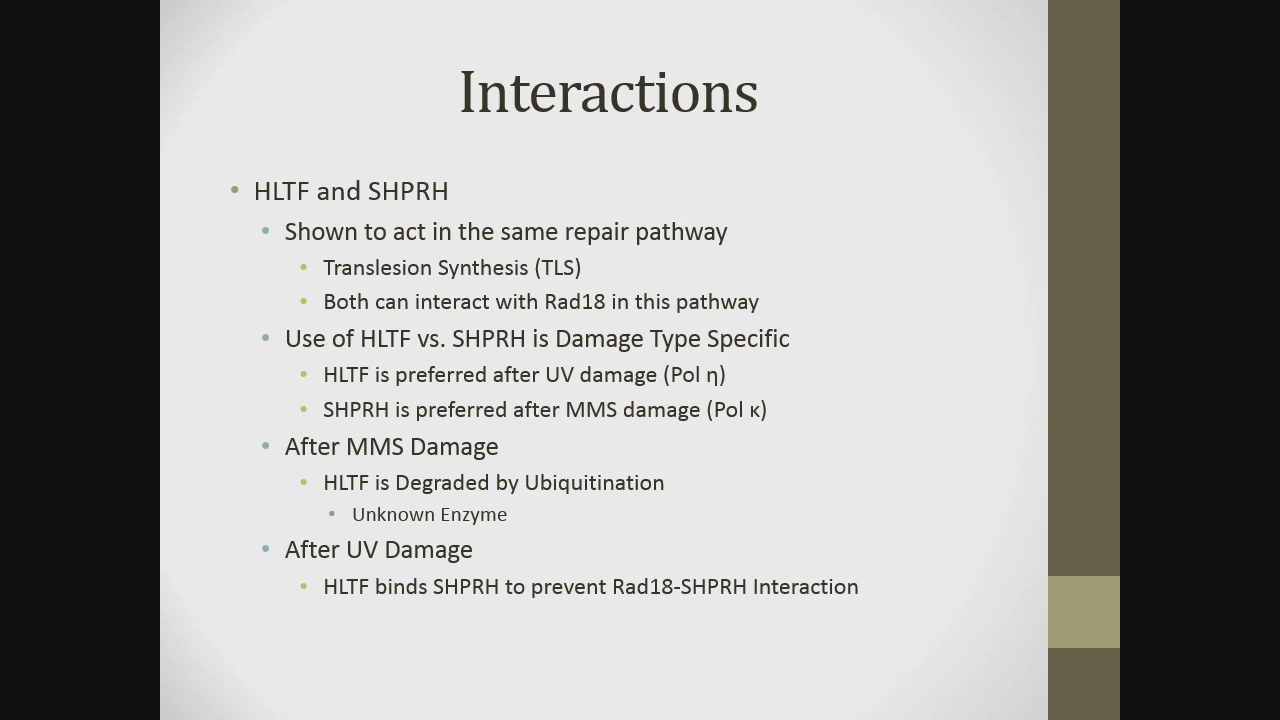 Interactions
• HLTF and SHPRH
• Shown to act in the same repair pathway
• Translesion Synthesis (TLS)
• Both can interact with Rad18 in this pathway
• Use of HLTF vs. SHPRH is Damage Type Specific
• HLTF is preferred after UV damage (Pol η)
• SHPRH is preferred after MMS damage (Pol κ)
• After MMS Damage
• HLTF is Degraded by Ubiquitination
• Unknown Enzyme
• After UV Damage
• HLTF binds SHPRH to prevent Rad18-SHPRH Interaction